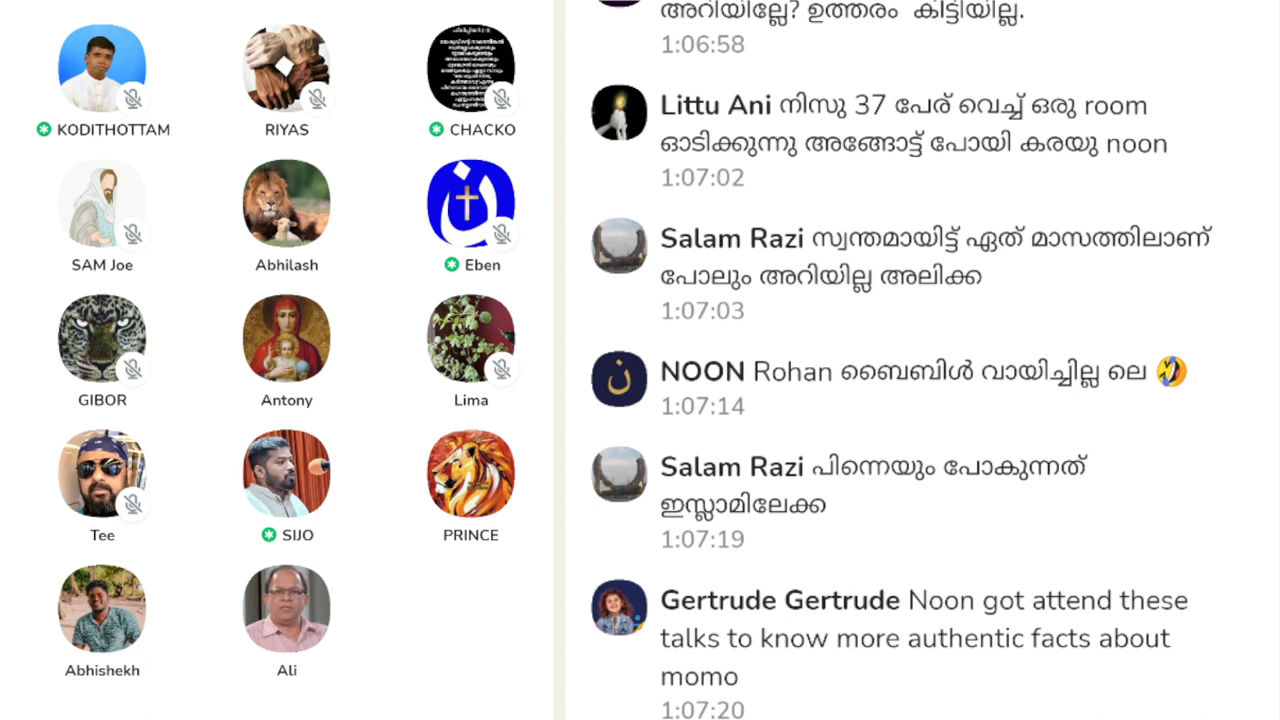 KODITHOTTAM
RIYAS
CHACKO
SAM Joe
Abhilash
Eben
GIBOR
Antony
Lima
Tee
SIJO
PRINCE
Abhishekh
Ali
അറിയില്ലേ? ഉത്തരം കിട്ടിയില്ല.
1:06:58
Littu Ani നിസു 37 പേര് വെച്ച് ഒരു room
ഓടിക്കുന്നു അങ്ങോട്ട് പോയി കരയു noon
1:07:02
Salam Razi സ്വന്തമായിട്ട് ഏത് മാസത്തിലാണ്
പോലും അറിയില്ല അലിക്ക
1:07:03
NOON Rohan ബൈബിൾ വായിച്ചില്ല ലെ 🤣
1:07:14
Salam Razi പിന്നെയും പോകുന്നത്
ഇസ്ലാമിലേക്ക
1:07:19
Gertrude Gertrude Noon got attend these
talks to know more authentic facts about
momo
1:07:20